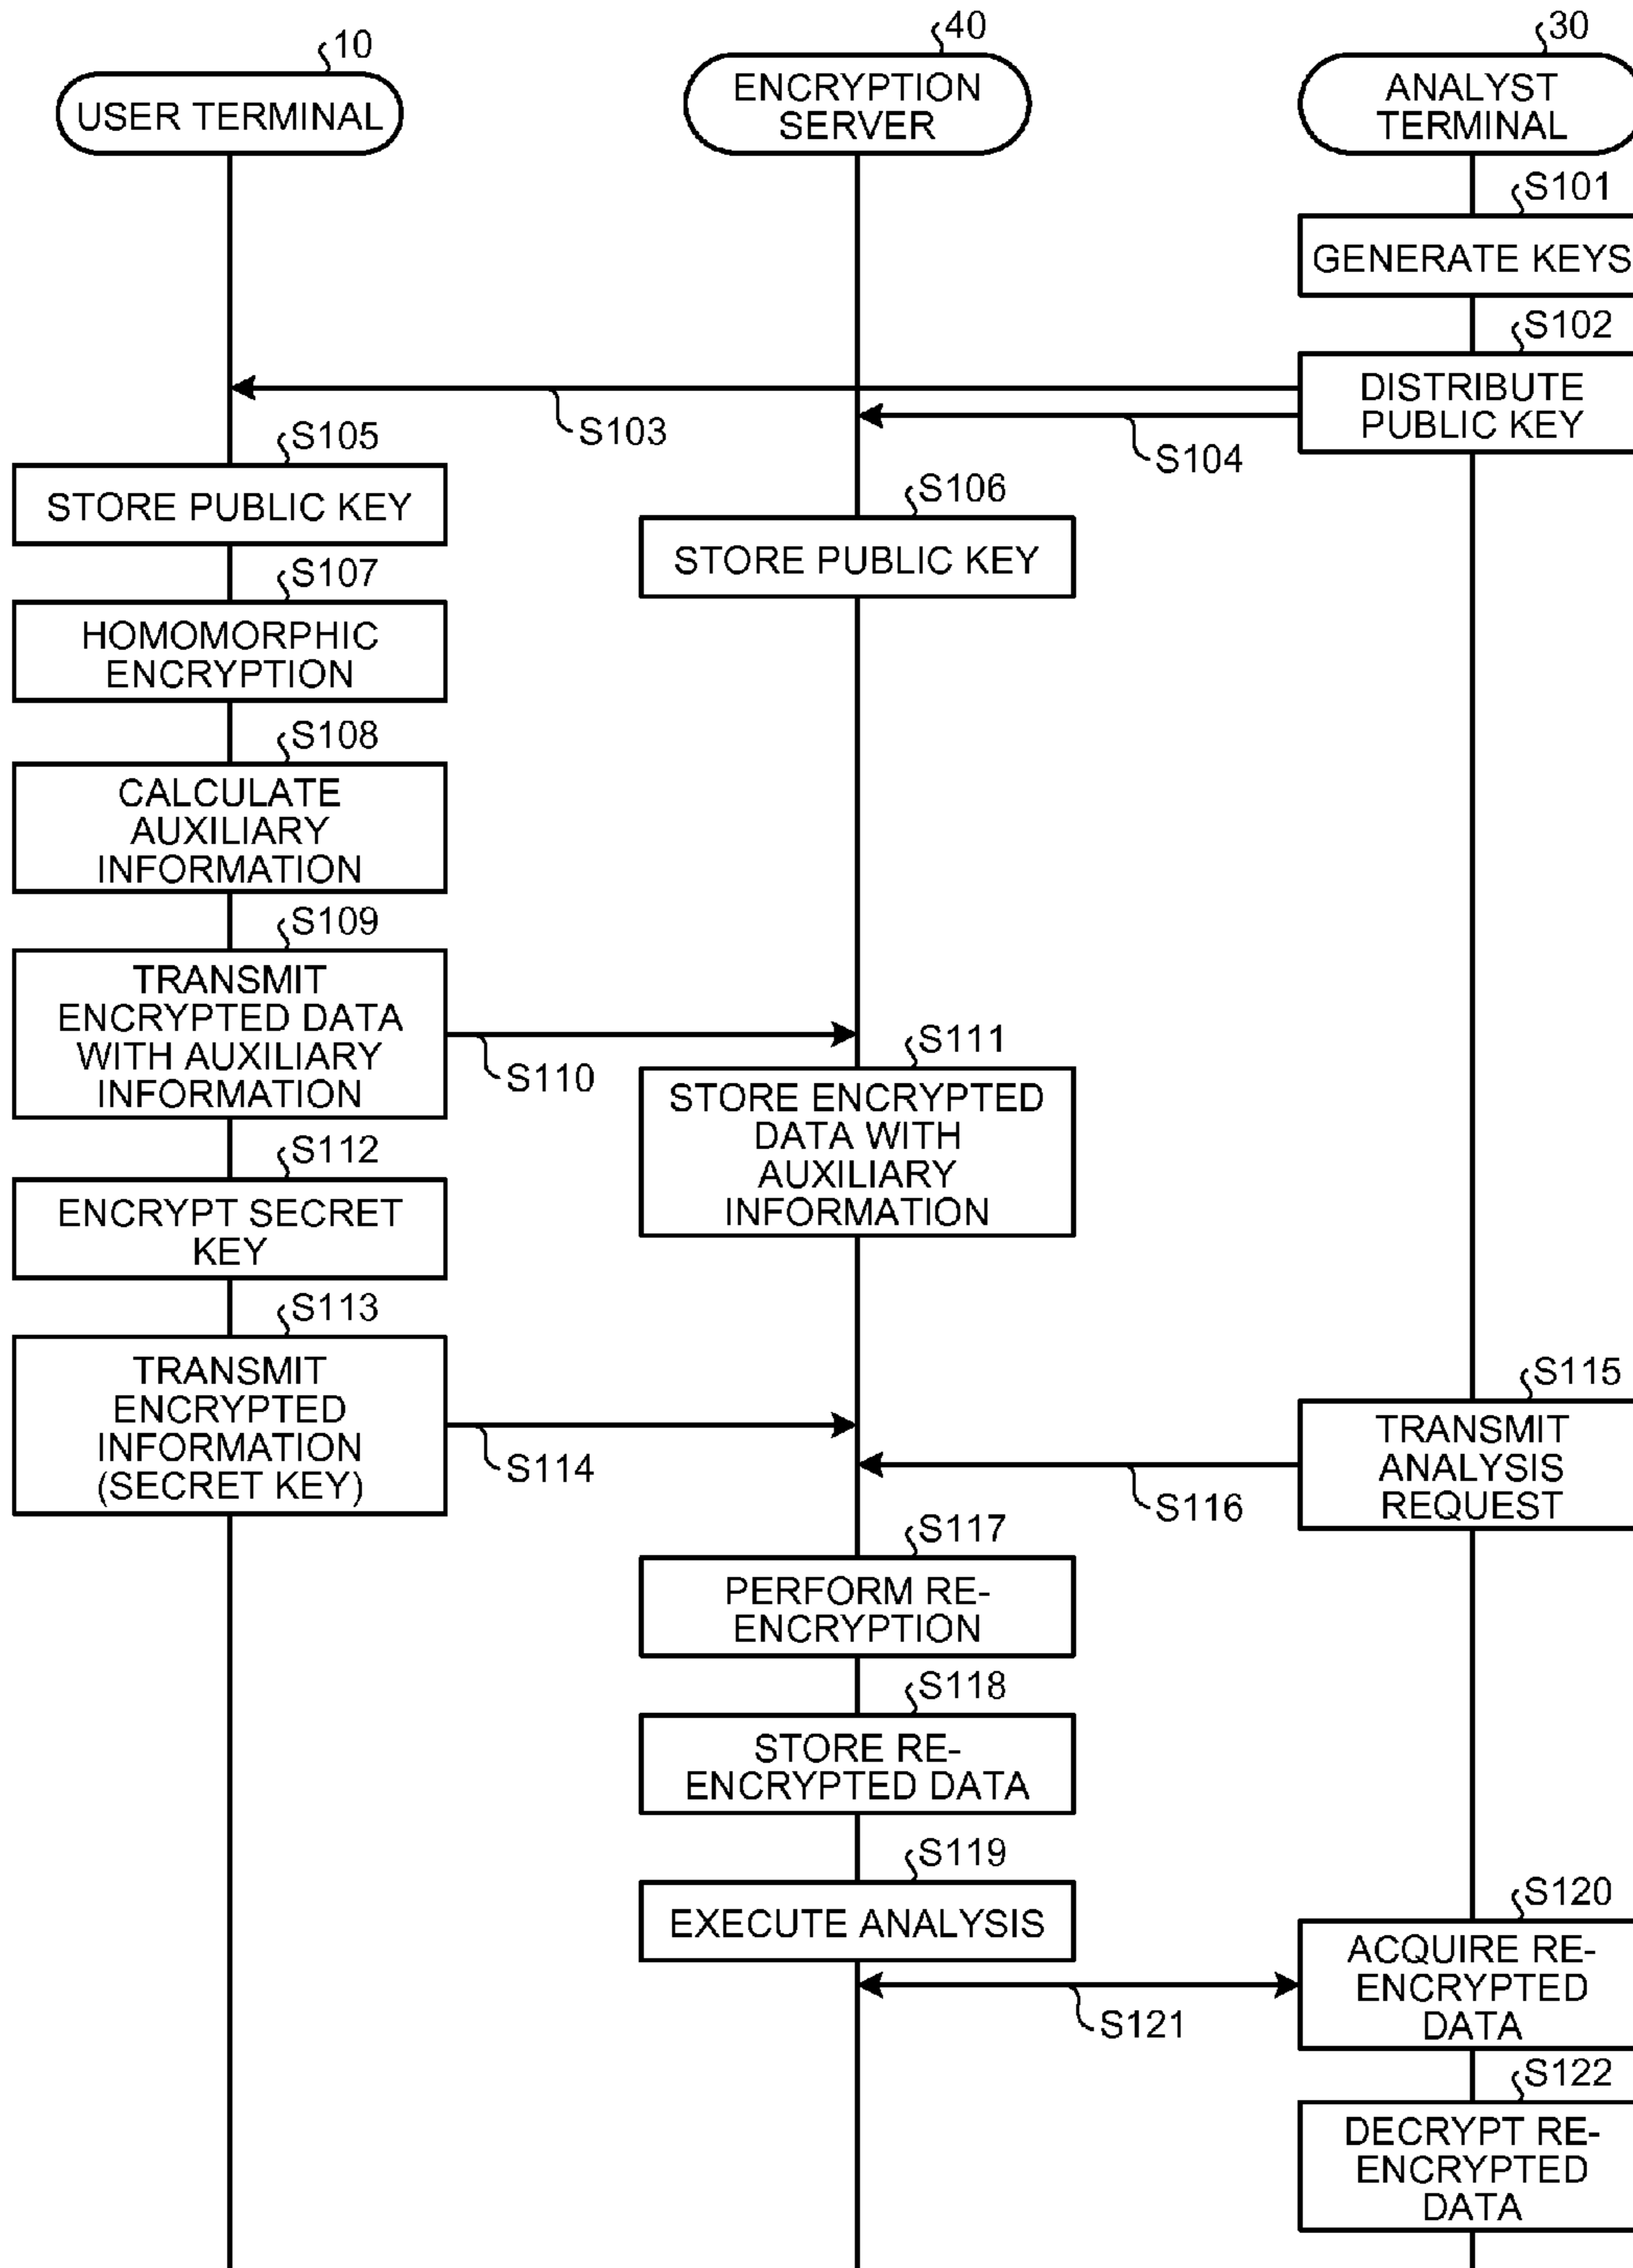 10
USER TERMINAL
40
ENCRYPTION
SERVER
30
ANALYST
TERMINAL
S101
GENERATE KEYS
S102
DISTRIBUTE
PUBLIC KEY
S103
S104
S105
STORE PUBLIC KEY
S106
STORE PUBLIC KEY
S107
HOMOMORPHIC
ENCRYPTION
S108
CALCULATE
AUXILIARY
INFORMATION
S109
TRANSMIT
ENCRYPTED DATA
WITH AUXILIARY
INFORMATION
S110
S111
STORE ENCRYPTED
DATA WITH
AUXILIARY
INFORMATION
S112
ENCRYPT SECRET
KEY
S113
TRANSMIT
ENCRYPTED
INFORMATION
(SECRET KEY)
S114
S115
TRANSMIT
ANALYSIS
REQUEST
S116
S117
PERFORM RE-
ENCRYPTION
S118
STORE RE-
ENCRYPTED DATA
S119
EXECUTE ANALYSIS
S120
ACQUIRE RE-
ENCRYPTED
DATA
S121
S122
DECRYPT RE-
ENCRYPTED
DATA